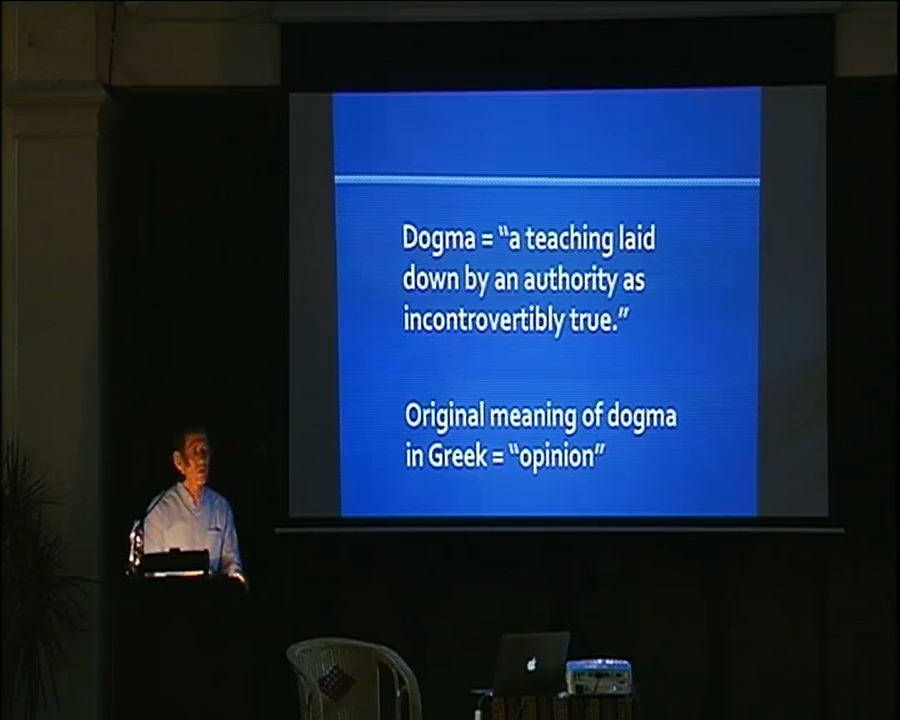 Dogma = “a teaching laid
down by an authority as
incontrovertibly true.”
Original meaning of dogma
in Greek = “opinion”